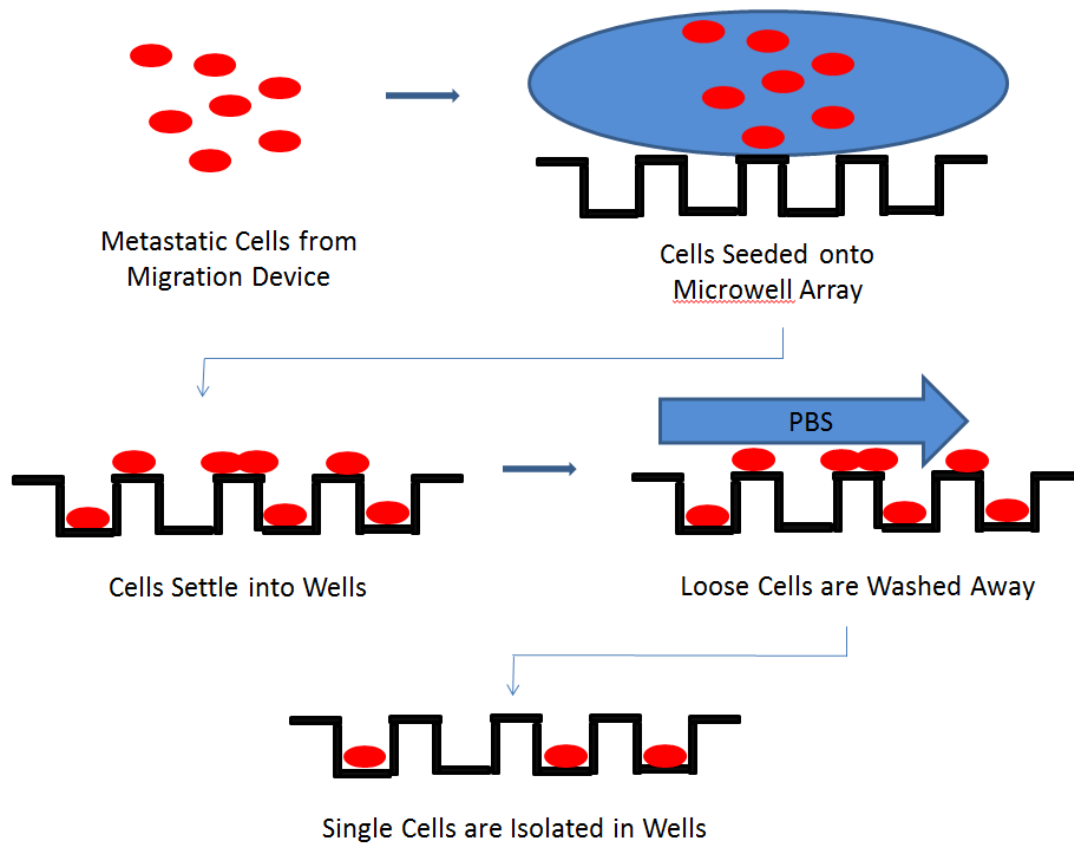 Metastatic Cells from
Migration Device
Cells Seeded onto
Microwell Array
PBS
Cells Settle into Wells
Loose Cells are Washed Away
Single Cells are Isolated in Wells